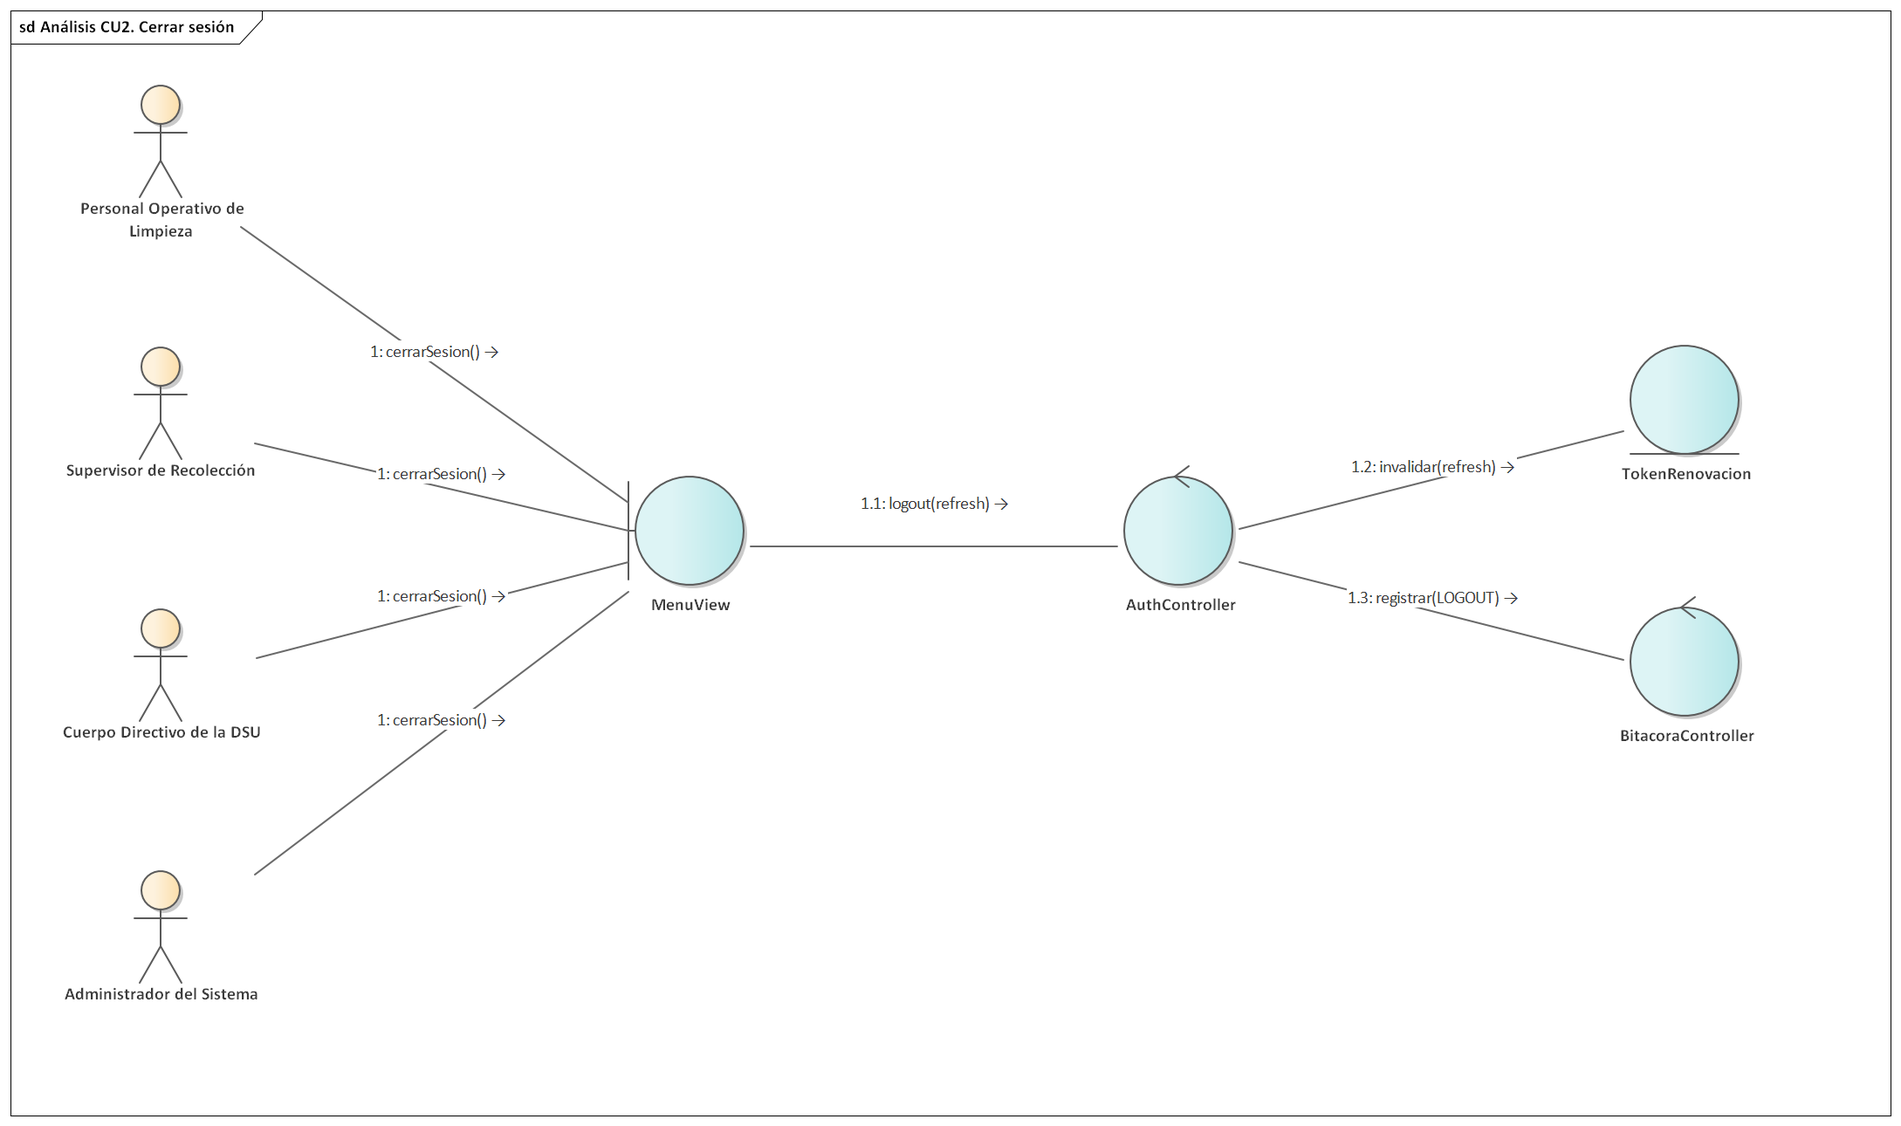 sd Análisis CU2. Cerrar sesión
Personal Operativo de
Limpieza
1: cerrarSesion() →
Supervisor de Recolección
1: cerrarSesion() →
1.1: logout(refresh) →
1.2: invalidar(refresh) →
TokenRenovacion
1: cerrarSesion() →
MenuView
AuthController
1.3: registrar(LOGOUT) →
Cuerpo Directivo de la DSU
1: cerrarSesion() →
BitacoraController
Administrador del Sistema